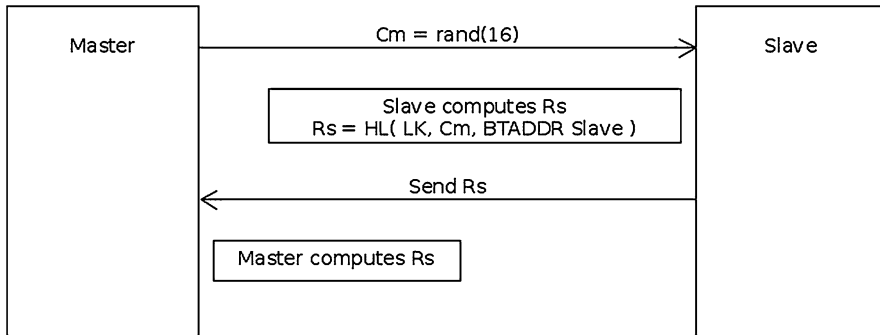 Master
Cm = rand(16)
Slave
Slave computes Rs
Rs = HL( LK, Cm, BTADDR Slave )
Send Rs
Master computes Rs